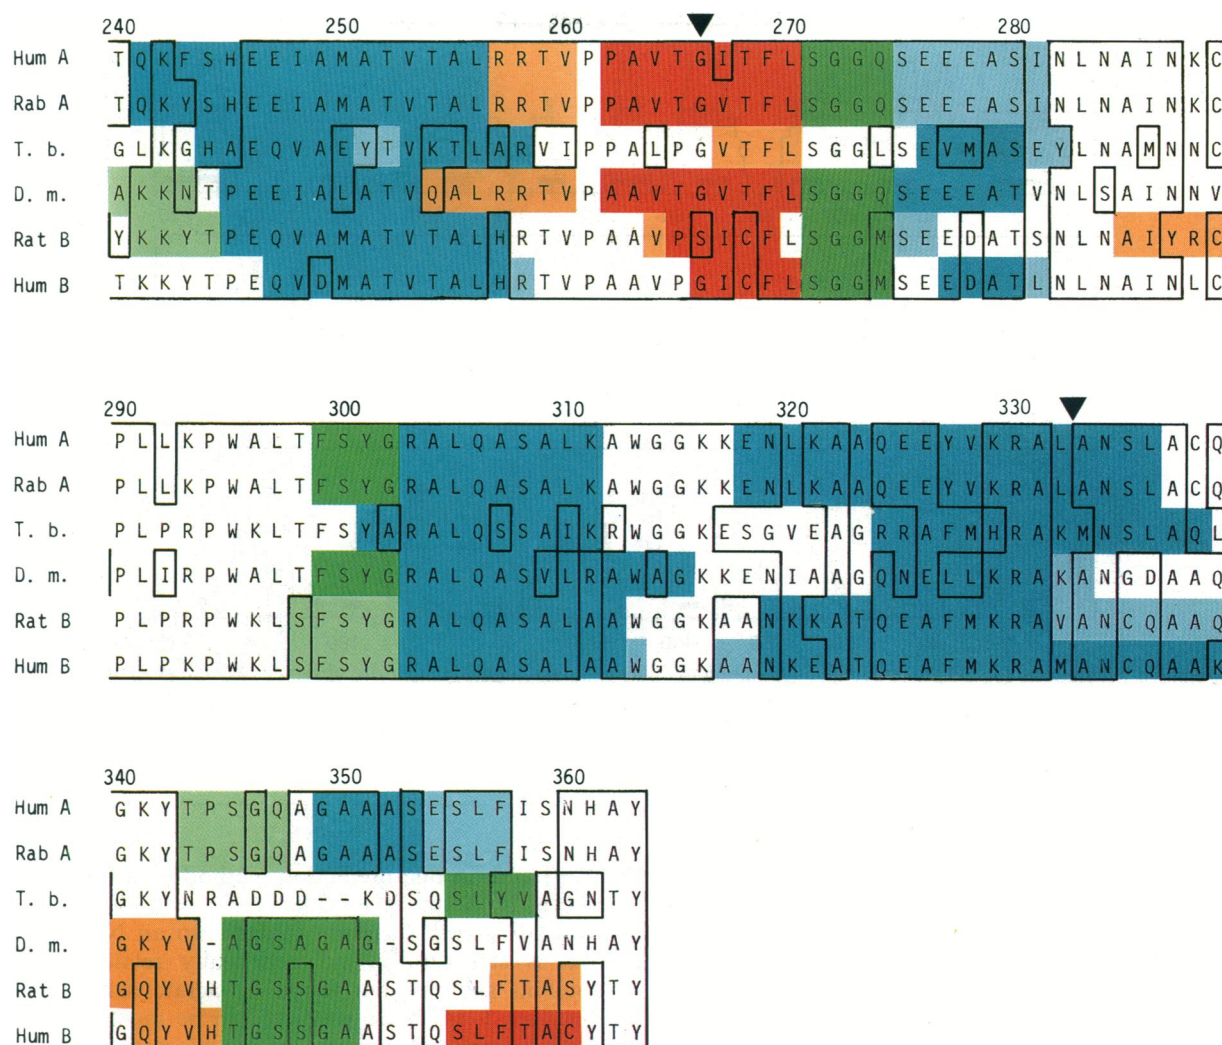 240 250 260 270 280
Hum A T Q K F S H E E I A M A T V T A L R R T V P P A V T G I T F L S G G Q S E E E A S I N L N A I N K C
Rab A T Q K Y S H E E I A M A T V T A L R R T V P P A V T G V T F L S G G Q S E E E A S I N L N A I N K C
T. b. G L K G H A E Q V A E Y T V K T L A R V I P P A L P G V T F L S G G L S E V M A S E Y L N A M N N C
D. m. A K K N T P E E I A L A T V Q A L R R T V P A A V T G V T F L S G G Q S E E E A T V N L S A I N N V
Rat B Y K K Y T P E Q V A M A T V T A L H R T V P A A V P S I C F L S G G M S E E D A T S N L N A I Y R C
Hum B T K K Y T P E Q V D M A T V T A L H R T V P A A V P G I C F L S G G M S E E D A T L N L N A I N L C
290 300 310 320 330
Hum A P L L K P W A L T F S Y G R A L Q A S A L K A W G G K K E N L K A A Q E E Y V K R A L A N S L A C Q
Rab A P L L K P W A L T F S Y G R A L Q A S A L K A W G G K K E N L K A A Q E E Y V K R A L A N S L A C Q
T. b. P L P R P W K L T F S Y A R A L Q S S A I K R W G G K E S G V E A G R R A F M H R A K M N S L A Q L
D. m. P L I R P W A L T F S Y G R A L Q A S V L R A W A G K K E N I A A G Q N E L L K R A K A N G D A A Q
Rat B P L P R P W K L S F S Y G R A L Q A S A L A A W G G K A A N K K A T Q E A F M K R A V A N C Q A A Q
Hum B P L P K P W K L S F S Y G R A L Q A S A L A A W G G K A A N K E A T Q E A F M K R A M A N C Q A A K
340 350 360
Hum A G K Y T P S G Q A G A A A S E S L F I S N H A Y
Rab A G K Y T P S G Q A G A A A S E S L F I S N H A Y
T. b. G K Y N R A D D D - - K D S Q S L Y V A G N T Y
D. m. G K Y V - A G S A G A G - S G S L F V A N H A Y
Rat B G Q Y V H T G S S G A A S T Q S L F T A S Y T Y
Hum B G Q Y V H T G S S G A A S T Q S L F T A C Y T Y